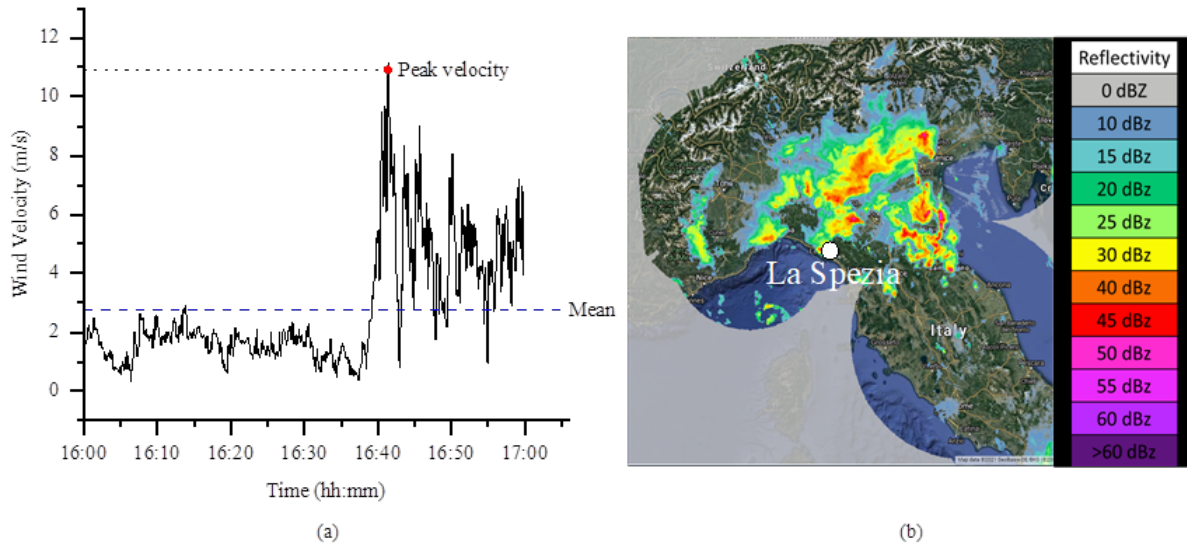 12
10
8
6
4
2
0
Wind Velocity (m/s)
Peak velocity
Mean
16:00
16:10
16:20
16:30
16:40
16:50
17:00
Time (hh:mm)
(a)
Switzerland
La Spezia
Italy
Grosseto
Ancona
Reflectivity
0 dBZ
10 dBz
15 dBz
20 dBz
25 dBz
30 dBz
40 dBz
45 dBz
50 dBz
55 dBz
60 dBz
>60 dBz
(b)